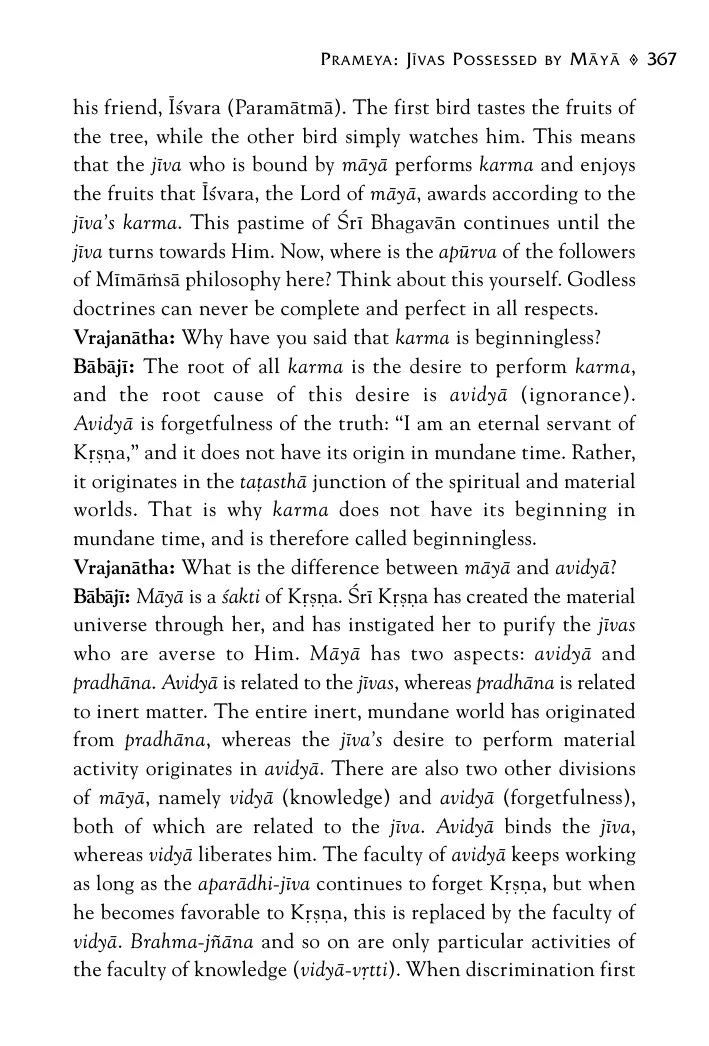 Prameya: Jīvas Possessed by Māyā ◈ 367
his friend, Īśvara (Paramātmā). The first bird tastes the fruits of
the tree, while the other bird simply watches him. This means
that the jīva who is bound by māyā performs karma and enjoys
the fruits that Īśvara, the Lord of māyā, awards according to the
jīva's karma. This pastime of Śrī Bhagavān continues until the
jīva turns towards Him. Now, where is the apūrva of the followers
of Mīmāṁsā philosophy here? Think about this yourself. Godless
doctrines can never be complete and perfect in all respects.
Vrajanātha: Why have you said that karma is beginningless?
Bābājī: The root of all karma is the desire to perform karma,
and the root cause of this desire is avidyā (ignorance).
Avidyā is forgetfulness of the truth: “I am an eternal servant of
Kṛṣṇa,” and it does not have its origin in mundane time. Rather,
it originates in the taṭasthā junction of the spiritual and material
worlds. That is why karma does not have its beginning in
mundane time, and is therefore called beginningless.
Vrajanātha: What is the difference between māyā and avidyā?
Bābājī: Māyā is a śakti of Kṛṣṇa. Śrī Kṛṣṇa has created the material
universe through her, and has instigated her to purify the jīvas
who are averse to Him. Māyā has two aspects: avidyā and
pradhāna. Avidyā is related to the jīvas, whereas pradhāna is related
to inert matter. The entire inert, mundane world has originated
from pradhāna, whereas the jīva's desire to perform material
activity originates in avidyā. There are also two other divisions
of māyā, namely vidyā (knowledge) and avidyā (forgetfulness),
both of which are related to the jīva. Avidyā binds the jīva,
whereas vidyā liberates him. The faculty of avidyā keeps working
as long as the aparādhi-jīva continues to forget Kṛṣṇa, but when
he becomes favorable to Kṛṣṇa, this is replaced by the faculty of
vidyā. Brahma-jñāna and so on are only particular activities of
the faculty of knowledge (vidyā-vṛtti). When discrimination first